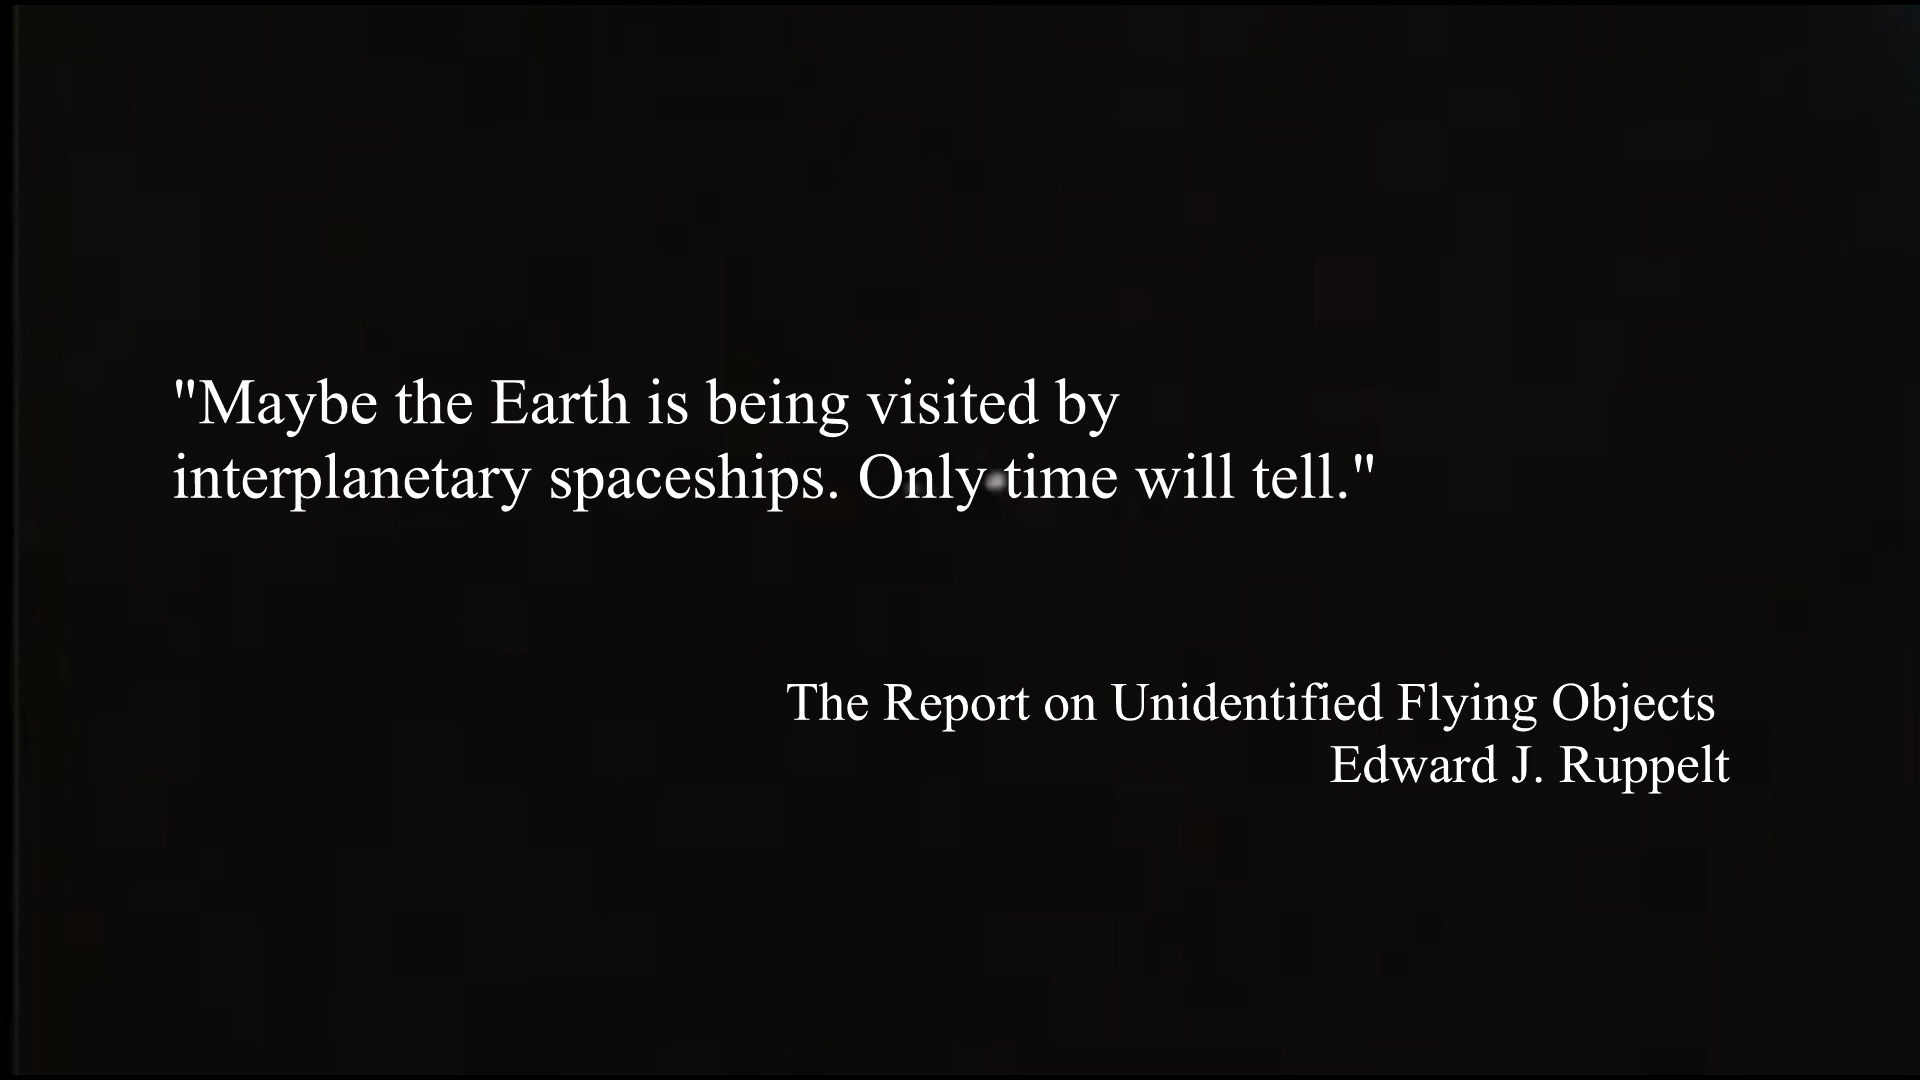 "Maybe the Earth is being visited by
interplanetary spaceships. Only time will tell."
The Report on Unidentified Flying Objects
Edward J. Ruppelt